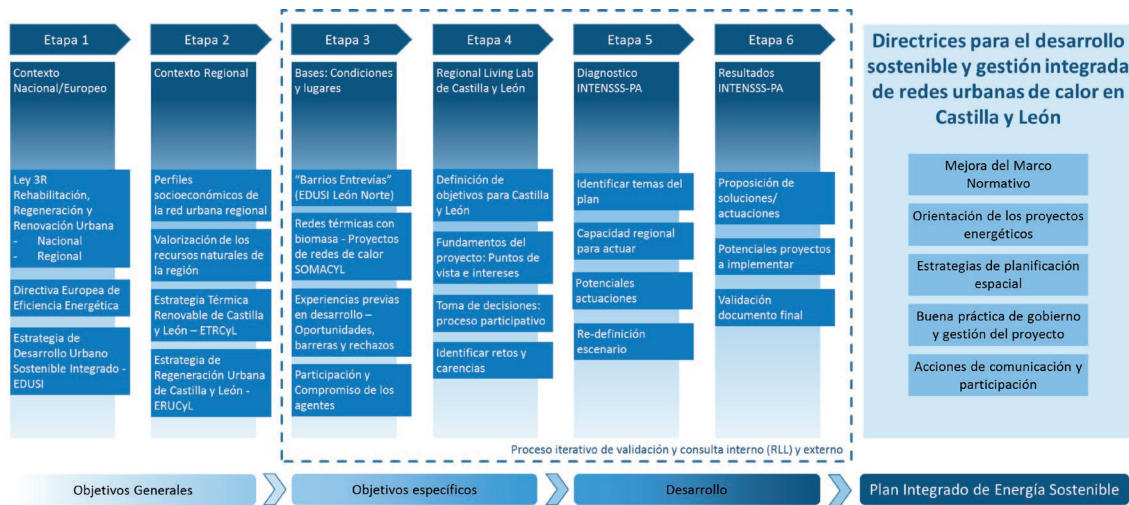 Etapa 1
Contexto
Nacional/Europeo
Ley 3R
Rehabilitación,
Regeneración y
Renovación Urbana
- Nacional
- Regional
Directiva Europea de
Eficiencia Energética
Estrategia de
Desarrollo Urbano
Sostenible Integrado -
EDUSI
Etapa 2
Contexto Regional
Perfiles
socioeconómicos de
la red urbana regional
Valorización de los
recursos naturales de
la región
Estrategia Térmica
Renovable de Castilla
y León – ETRCyL
Estrategia de
Regeneración Urbana
de Castilla y León -
ERUCyL
Etapa 3
Bases: Condiciones
y lugares
“Barrios Entrevías”
(EDUSI León Norte)
Redes térmicas con
biomasa - Proyectos
de redes de calor
SOMACYL
Experiencias previas
en desarrollo –
Oportunidades,
barreras y rechazos
Participación y
Compromiso de los
agentes
Etapa 4
Regional Living Lab
de Castilla y León
Definición de
objetivos para Castilla
y León
Fundamentos del
proyecto: Puntos de
vista e intereses
Toma de decisiones:
proceso participativo
Identificar retos y
carencias
Etapa 5
Diagnostico
INTENSSS-PA
Identificar temas del
plan
Capacidad regional
para actuar
Potenciales
actuaciones
Re-definición
escenario
Etapa 6
Resultados
INTENSSS-PA
Proposición de
soluciones/
actuaciones
Potenciales proyectos
a implementar
Validación
documento final
Proceso iterativo de validación y consulta interno (RLL) y externo
Directrices para el desarrollo
sostenible y gestión integrada
de redes urbanas de calor en
Castilla y León
Mejora del Marco
Normativo
Orientación de los proyectos
energéticos
Estrategias de planificación
espacial
Buena práctica de gobierno
y gestión del proyecto
Acciones de comunicación y
participación
Objetivos Generales
Objetivos específicos
Desarrollo
Plan Integrado de Energía Sostenible